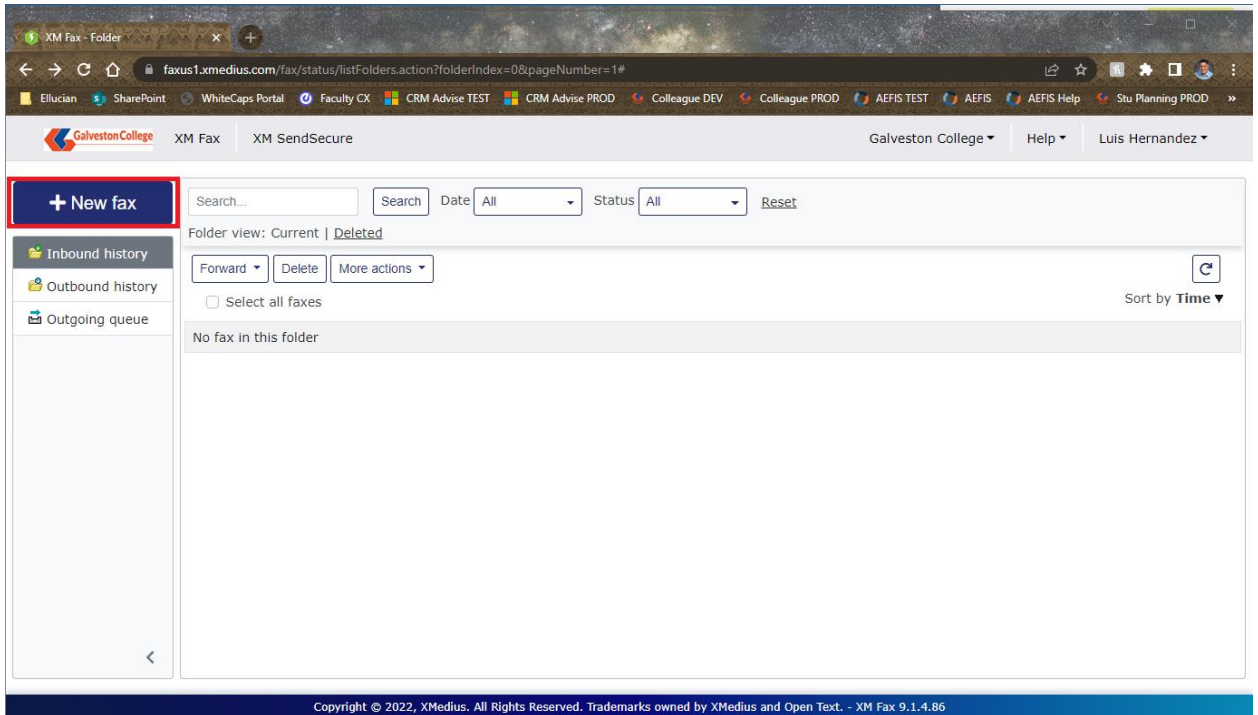 XM Fax - Folder
faxus1.xmedius.com/fax/status/listFolders.action?folderIndex=0&pageNumber=1#
Ellucian SharePoint WhiteCaps Portal Faculty CX CRM Advise TEST CRM Advise PROD Colleague DEV Colleague PROD AEFIS TEST AEFIS AEFIS Help Stu Planning PROD »
Galveston College XM Fax XM SendSecure Galveston College Help Luis Hernandez
+ New fax Search... Search Date All Status All Reset
Folder view: Current | Deleted
Inbound history Forward Delete More actions
Outbound history Select all faxes Sort by Time
Outgoing queue No fax in this folder
Copyright © 2022, XMedius. All Rights Reserved. Trademarks owned by XMedius and Open Text. - XM Fax 9.1.4.86